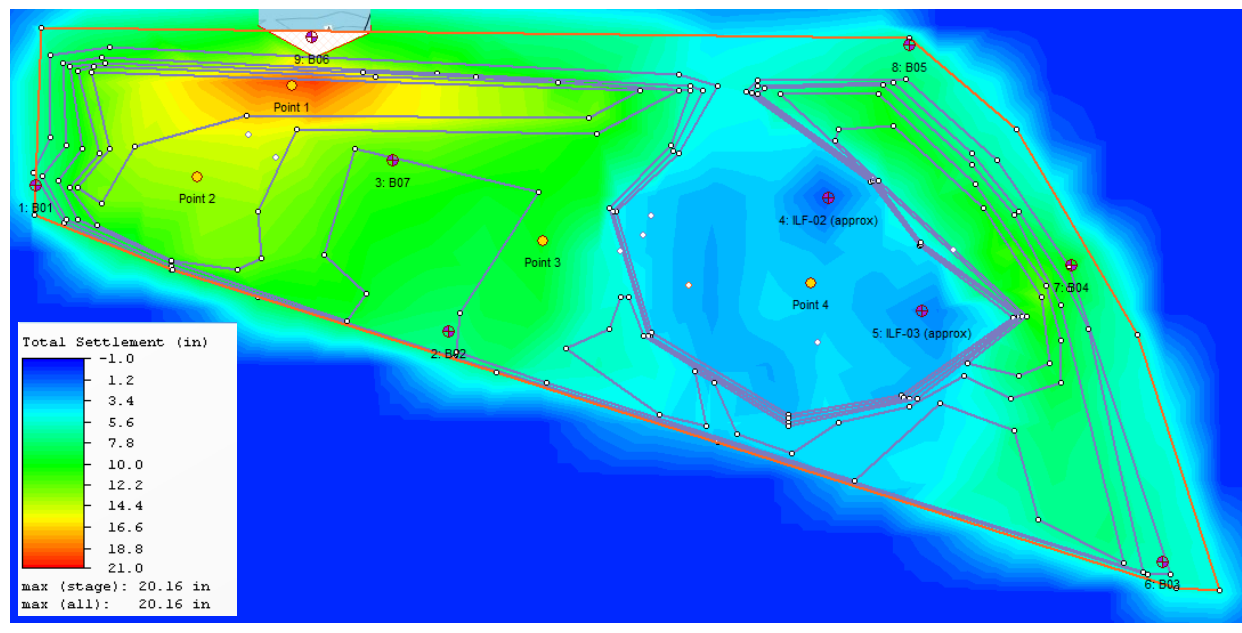 9: B06
8: B05
Point 1
3: B07
Point 2
1: B01
4: ILF-02 (approx)
Point 3
7: B04
Point 4
5: ILF-03 (approx)
2: B02
6: B03
Total Settlement (in)
-1.0
1.2
3.4
5.6
7.8
10.0
12.2
14.4
16.6
18.8
21.0
max (stage): 20.16 in
max (all): 20.16 in